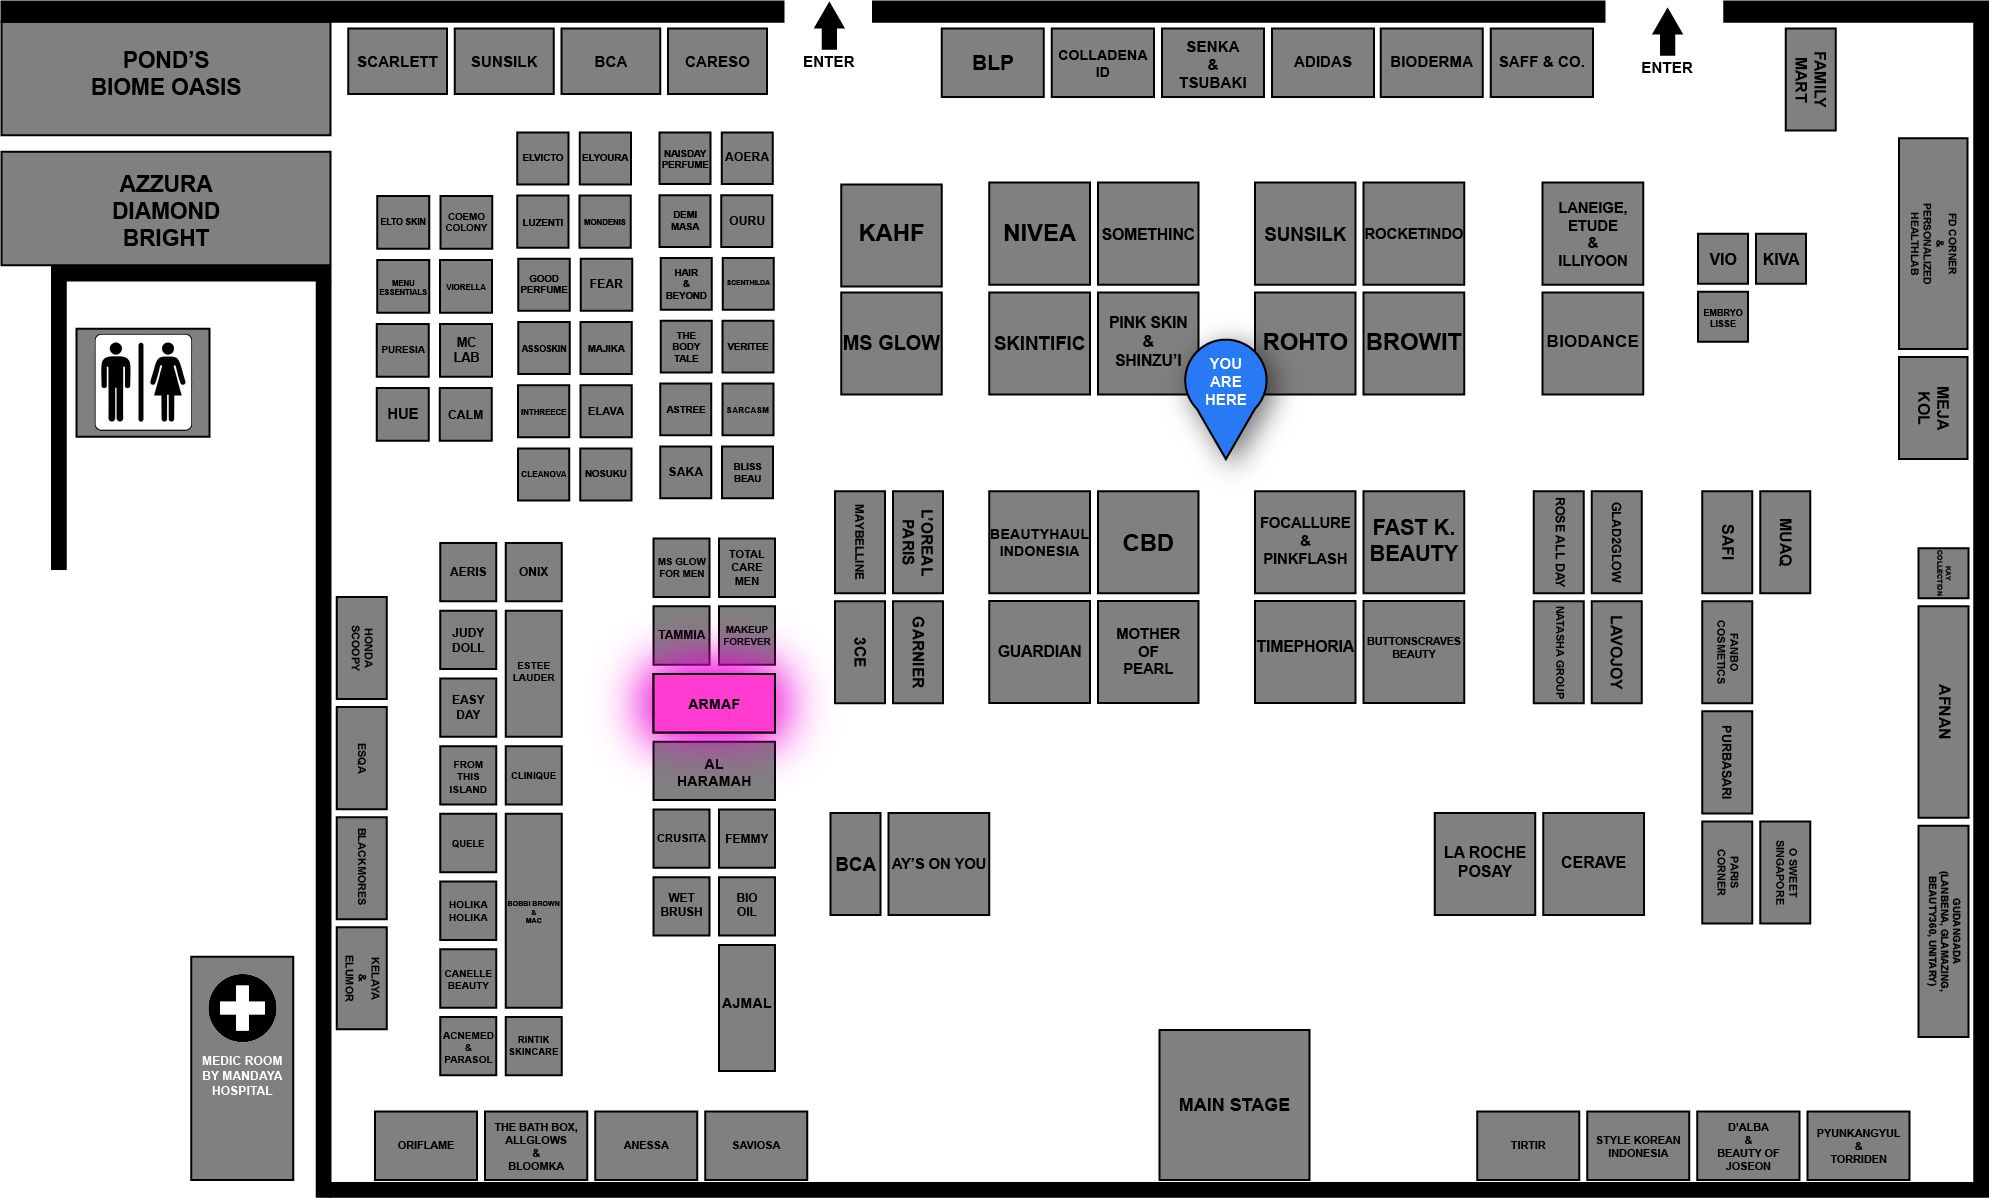 POND'S
BIOME OASIS
AZZURA
DIAMOND
BRIGHT
SCARLETT
SUNSILK
BCA
CARESO
ENTER
BLP
COLLADENA
ID
SENKA
&
TSUBAKI
ADIDAS
BIODERMA
SAFF & CO.
ENTER
FAMILY
MART
ELVICTO
ELYOURA
NAISDAY
PERFUME
AOERA
ELTO SKIN
COEMO
COLONY
LUZENTI
MONDENIS
DEMI
MASA
OURU
MENU
ESSENTIALS
VIORELLA
GOOD
PERFUME
FEAR
HAIR
&
BEYOND
SCENTHILDA
PURESIA
MC
LAB
ASSOSKIN
MAJIKA
THE
BODY
TALE
VERITEE
HUE
CALM
INTHREECE
ELAVA
ASTREE
SARCASM
CLEANOVA
NOSUKU
SAKA
BLISS
BEAU
KAHF
NIVEA
SOMETHINC
SUNSILK
ROCKETINDO
LANEIGE,
ETUDE
&
ILLIYOON
MS GLOW
SKINTIFIC
PINK SKIN
&
SHINZU'I
ROHTO
BROWIT
BIODANCE
YOU
ARE
HERE
VIO
KIVA
EMBRYO
LISSE
FD CORNER
&
PERSONALIZED
HEALTHLAB
MEJA
KOL
AERIS
ONIX
MS GLOW
FOR MEN
TOTAL
CARE
MEN
JUDY
DOLL
ESTEE
LAUDER
TAMMIA
MAKEUP
FOREVER
EASY
DAY
ARMAF
FROM
THIS
ISLAND
CLINIQUE
AL
HARAMAH
QUELE
BOBBI BROWN
&
MAC
CRUSITA
FEMMY
HOLIKA
HOLIKA
WET
BRUSH
BIO
OIL
CANELLE
BEAUTY
AJMAL
ACNEMED
&
PARASOL
RINTIK
SKINCARE
HONDA
SCOOPY
ESQA
BLACKMORES
KELAYA
&
ELUMOR
MEDIC ROOM
BY MANDAYA
HOSPITAL
MAYBELLINE
L'OREAL
PARIS
3CE
GARNIER
BEAUTYHAUL
INDONESIA
CBD
GUARDIAN
MOTHER
OF
PEARL
FOCALLURE
&
PINKFLASH
FAST K.
BEAUTY
TIMEPHORIA
BUTTONSCRAVES
BEAUTY
ROSE ALL DAY
GLAD2GLOW
NATASHA GROUP
LAVOJOY
SAFI
MUAQ
FANBO
COSMETICS
PURBASARI
PARIS
CORNER
O SWEET
SINGAPORE
KAY
COLLECTION
AFNAN
GUDANGADA
(LANBENA, GLAMAZING,
BEAUTY360, UNITARY)
BCA
AY'S ON YOU
LA ROCHE
POSAY
CERAVE
MAIN STAGE
ORIFLAME
THE BATH BOX,
ALLGLOWS
&
BLOOMKA
ANESSA
SAVIOSA
TIRTIR
STYLE KOREAN
INDONESIA
D'ALBA
&
BEAUTY OF
JOSEON
PYUNKANGYUL
&
TORRIDEN